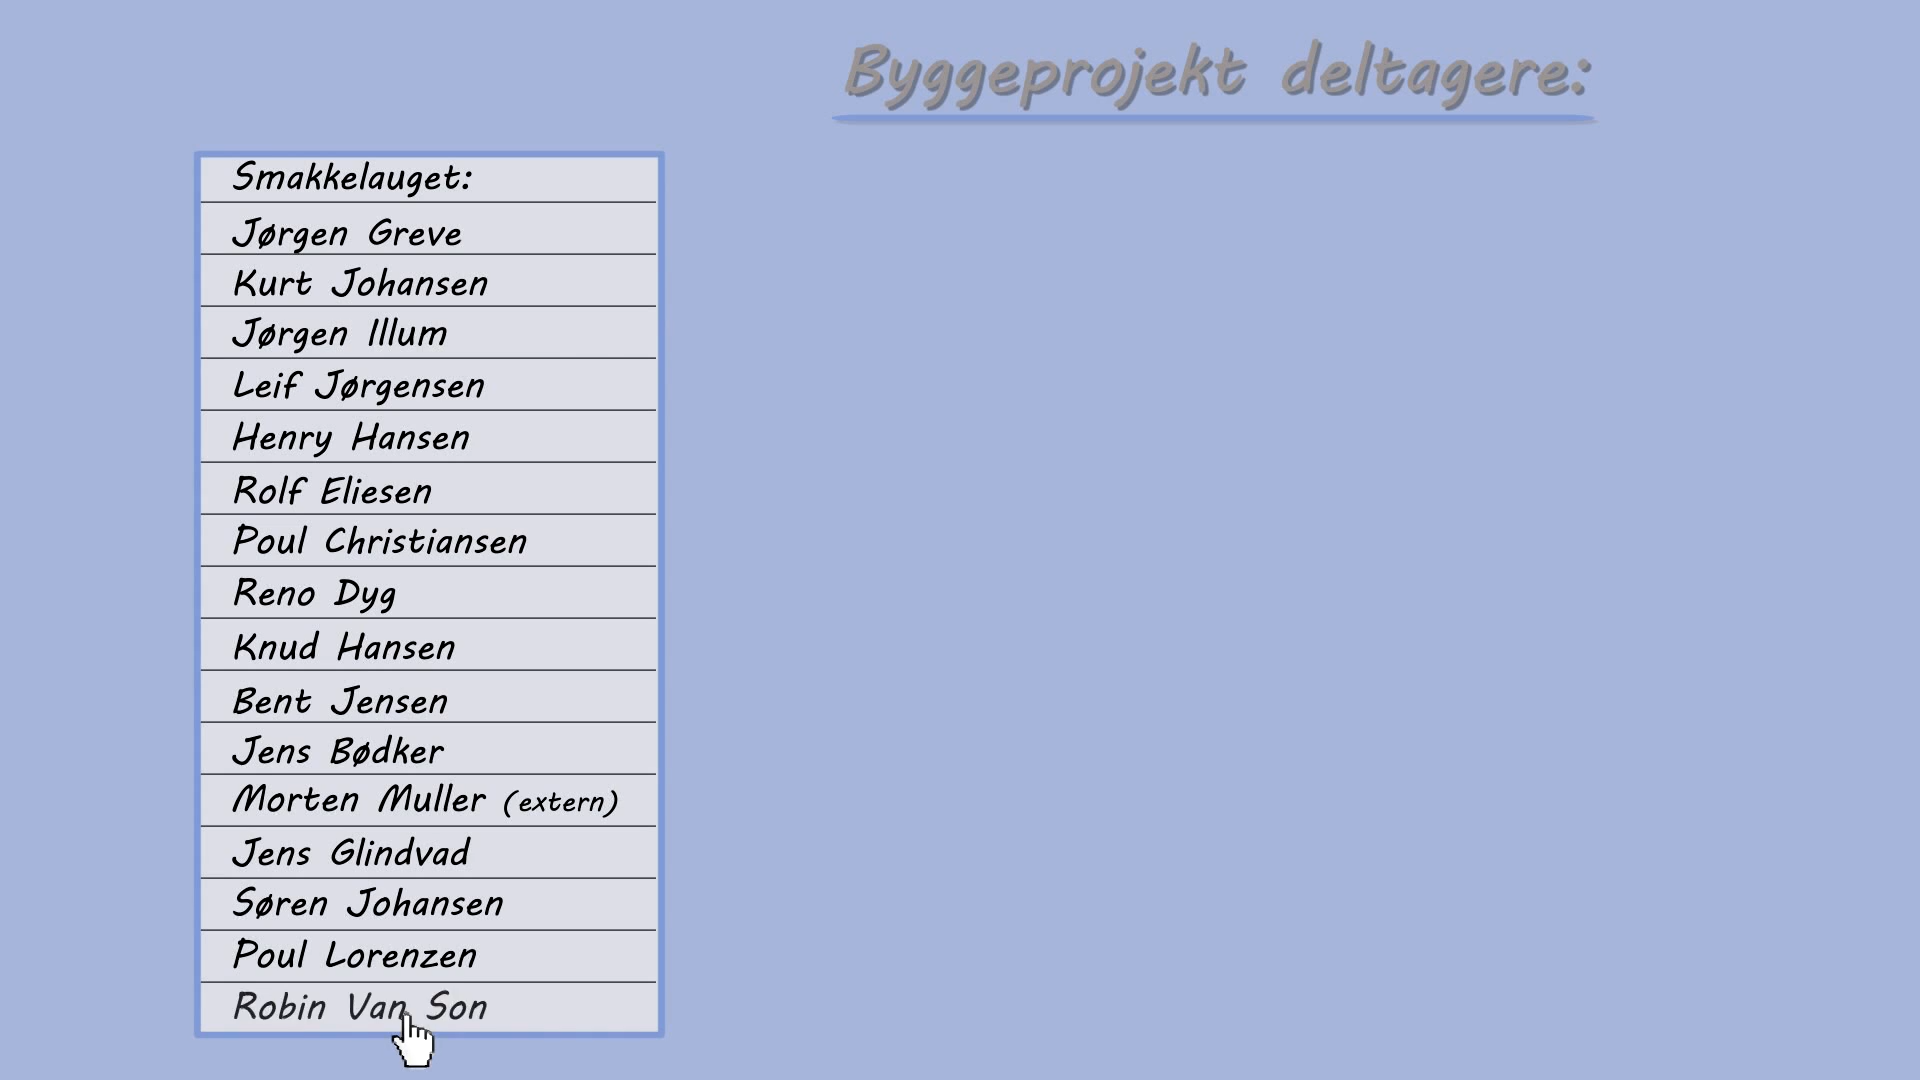 Byggeprojekt deltagere:
Smakkelauget:
Jørgen Greve
Kurt Johansen
Jørgen Illum
Leif Jørgensen
Henry Hansen
Rolf Eliesen
Poul Christiansen
Reno Dyg
Knud Hansen
Bent Jensen
Jens Bødker
Morten Muller (extern)
Jens Glindvad
Søren Johansen
Poul Lorenzen
Robin Van Son